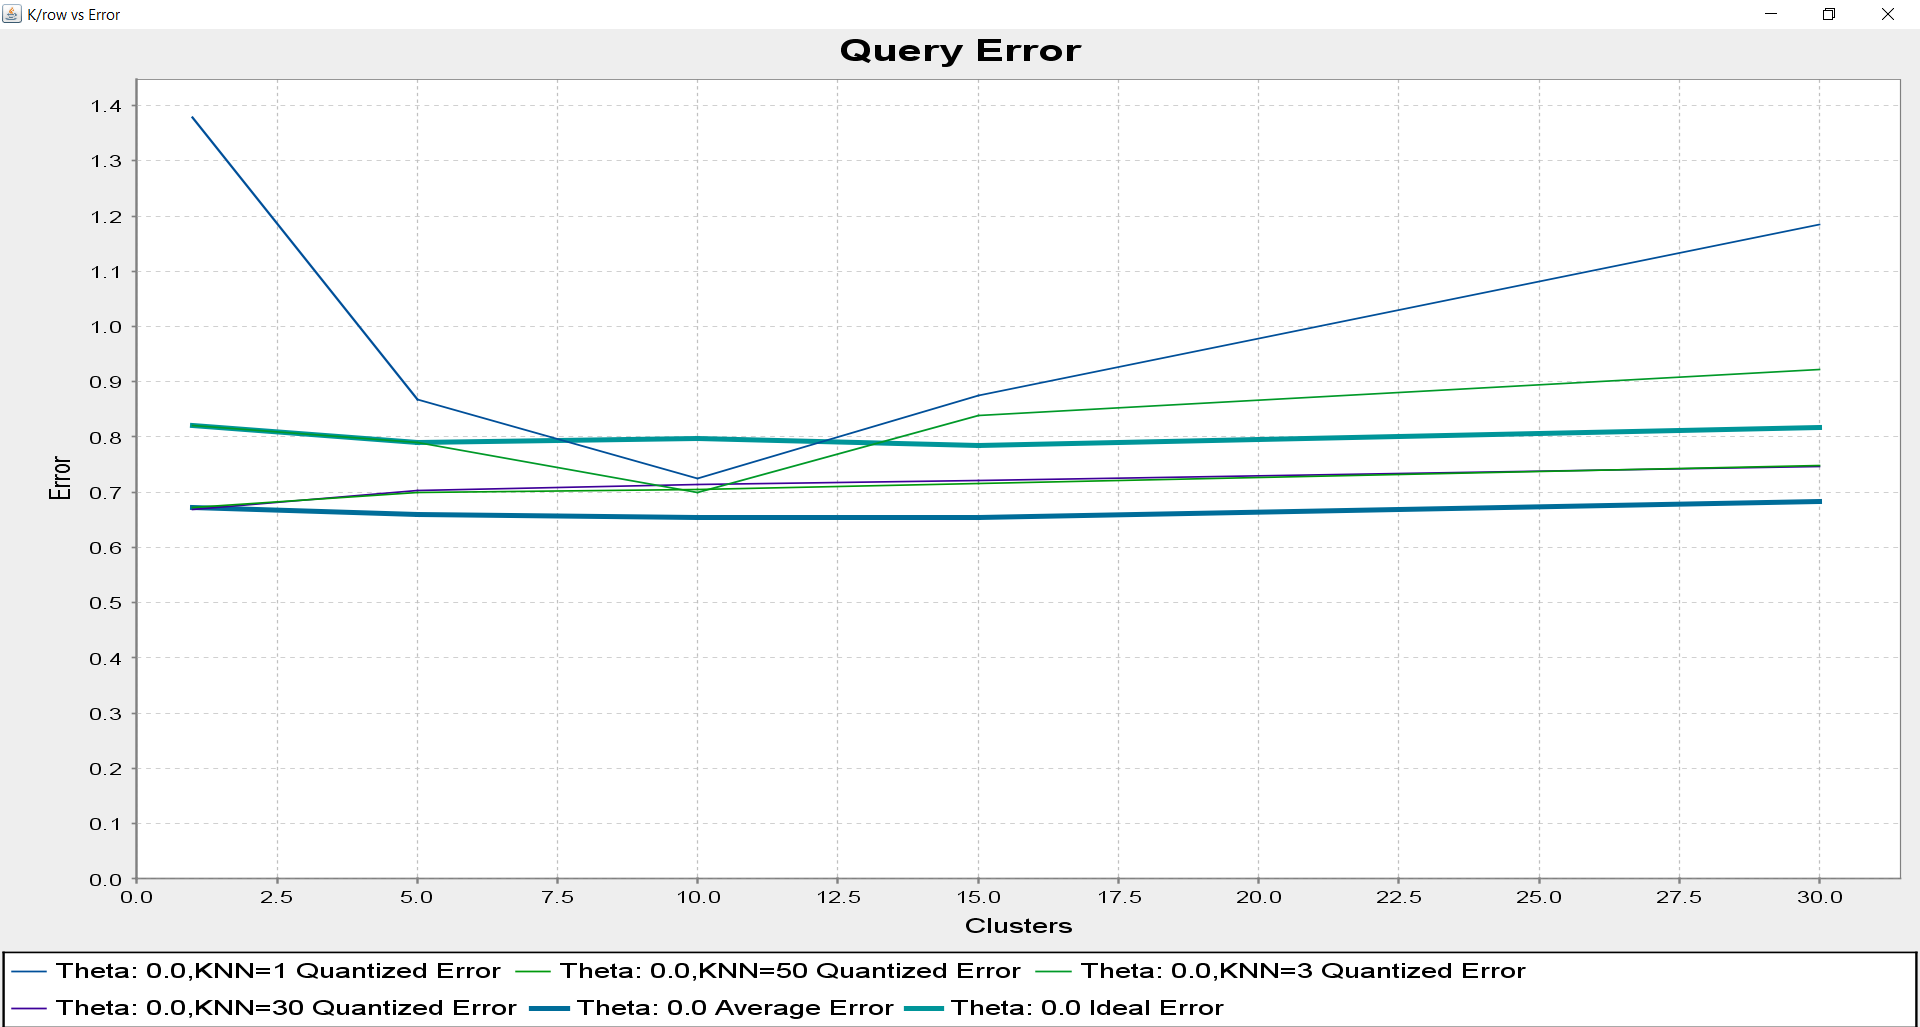 K/row vs Error
Query Error
1.4
1.3
1.2
1.1
1.0
0.9
0.8
0.7
0.6
0.5
0.4
0.3
0.2
0.1
0.0
Error
0.0 2.5 5.0 7.5 10.0 12.5 15.0 17.5 20.0 22.5 25.0 27.5 30.0
Clusters
Theta: 0.0,KNN=1 Quantized Error Theta: 0.0,KNN=50 Quantized Error Theta: 0.0,KNN=3 Quantized Error
Theta: 0.0,KNN=30 Quantized Error Theta: 0.0 Average Error Theta: 0.0 Ideal Error